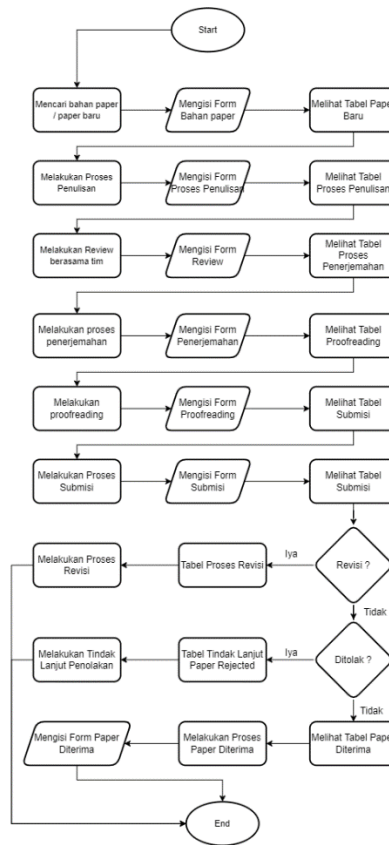 Start
Mencari bahan paper
/ paper baru
Mengisi Form
Bahan paper
Melihat Tabel Paper
Baru
Melakukan Proses
Penulisan
Mengisi Form
Proses Penulisan
Melihat Tabel
Proses Penulisan
Melakukan Review
berasama tim
Mengisi Form
Review
Melihat Tabel
Proses
Penerjemahan
Melakukan proses
penerjemahan
Mengisi Form
Penerjemahan
Melihat Tabel
Proofreading
Melakukan
proofreading
Mengisi Form
Proofreading
Melihat Tabel
Submisi
Melakukan Proses
Submisi
Mengisi Form
Submisi
Melihat Tabel
Submisi
Melakukan Proses
Revisi
Tabel Proses Revisi
Iya
Revisi ?
Tidak
Melakukan Tindak
Lanjut Penolakan
Tabel Tindak Lanjut
Paper Rejected
Iya
Ditolak ?
Tidak
Mengisi Form Paper
Diterima
Melakukan Proses
Paper Diterima
Melihat Tabel Paper
Diterima
End